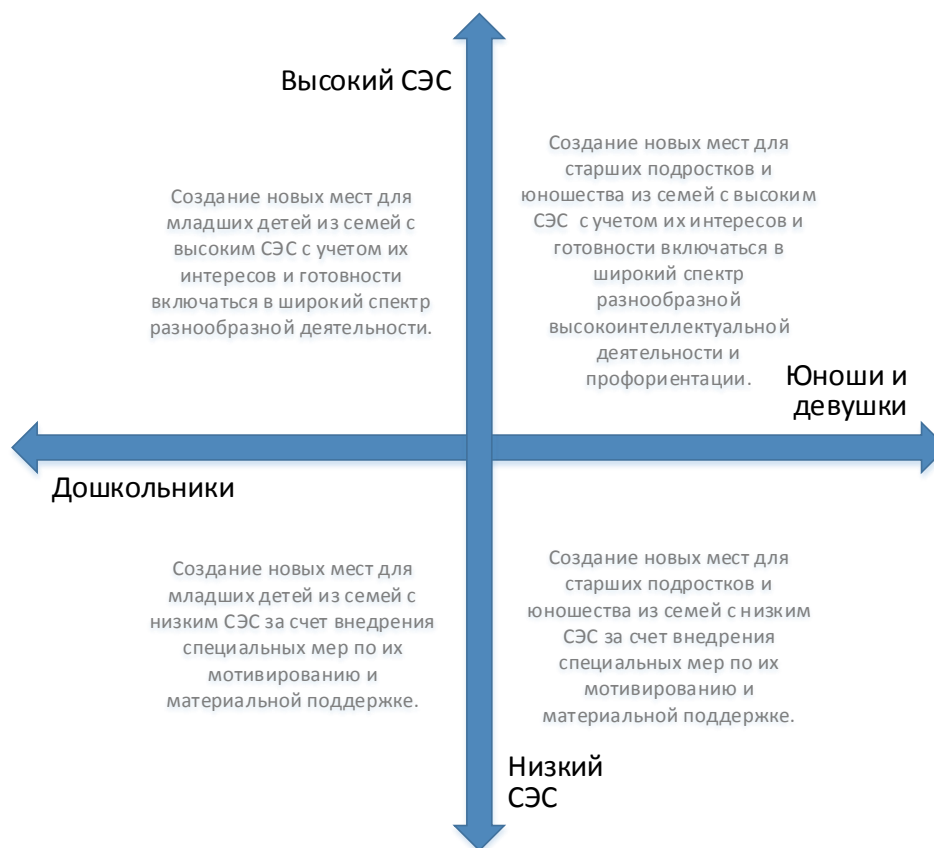 Высокий СЭС
Создание новых мест для
младших детей из семей с
высоким СЭС с учетом их
интересов и готовности
включаться в широкий спектр
разнообразной деятельности.
Создание новых мест для
старших подростков и
юношества из семей с высоким
СЭС с учетом их интересов и
готовности включаться в
широкий спектр
разнообразной
высокоинтеллектуальной
деятельности и
профориентации.
Юноши и
девушки
Дошкольники
Создание новых мест для
младших детей из семей с
низким СЭС за счет внедрения
специальных мер по их
мотивированию и
материальной поддержке.
Создание новых мест для
старших подростков и
юношества из семей с низким
СЭС за счет внедрения
специальных мер по их
мотивированию и
материальной поддержке.
Низкий
СЭС